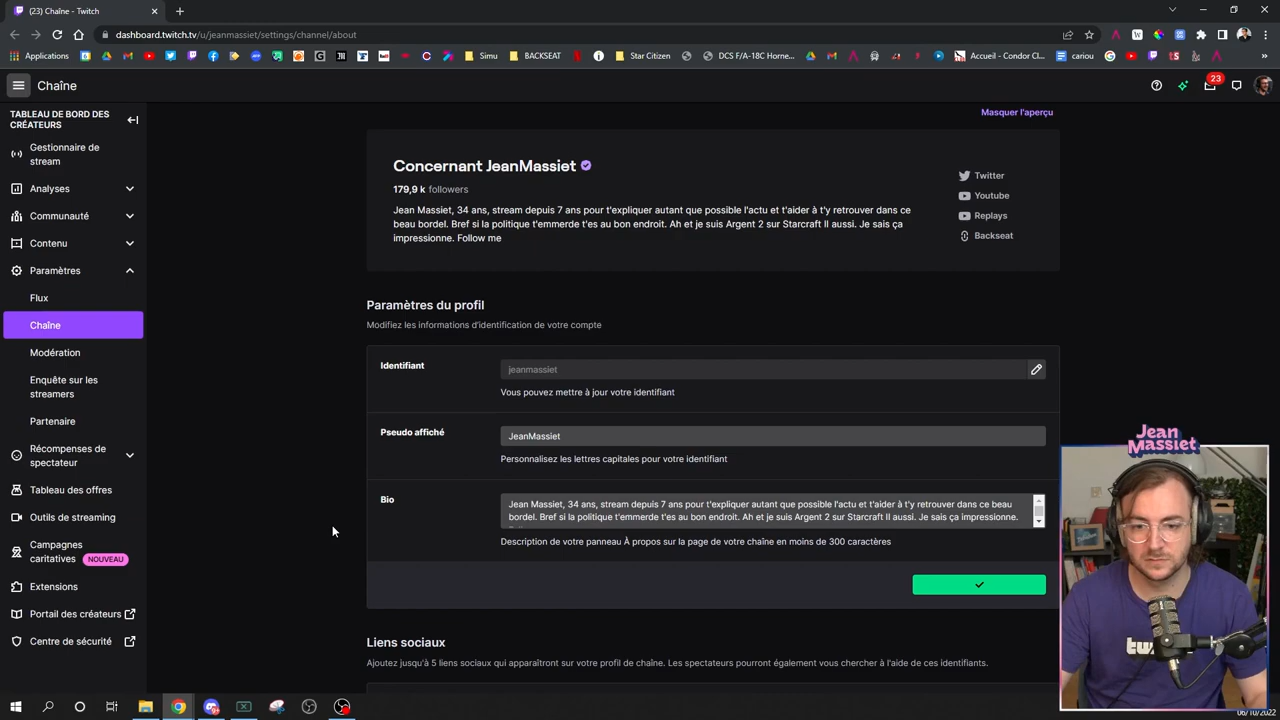 (23) Chaîne - Twitch
dashboard.twitch.tv/u/jeanmassiet/settings/channel/about
Applications
Simu
BACKSEAT
Star Citizen
DCS F/A-18C Horne...
Accueil - Condor Cl...
cariou
Chaîne
23
TABLEAU DE BORD DES
CRÉATEURS
Gestionnaire de
stream
Analyses
Communauté
Contenu
Paramètres
Flux
Chaîne
Modération
Enquête sur les
streamers
Partenaire
Récompenses de
spectateur
Tableau des offres
Outils de streaming
Campagnes
caritatives
NOUVEAU
Extensions
Portail des créateurs
Centre de sécurité
Masquer l'aperçu
Concernant JeanMassiet
179,9 k followers
Jean Massiet, 34 ans, stream depuis 7 ans pour t'expliquer autant que possible l'actu et t'aider à t'y retrouver dans ce
beau bordel. Bref si la politique t'emmerde t'es au bon endroit. Ah et je suis Argent 2 sur Starcraft II aussi. Je sais ça
impressionne. Follow me
Twitter
Youtube
Replays
Backseat
Paramètres du profil
Modifiez les informations d'identification de votre compte
Identifiant
jeanmassiet
Vous pouvez mettre à jour votre identifiant
Pseudo affiché
JeanMassiet
Personnalisez les lettres capitales pour votre identifiant
Bio
Jean Massiet, 34 ans, stream depuis 7 ans pour t'expliquer autant que possible l'actu et t'aider à t'y retrouver dans ce beau
bordel. Bref si la politique t'emmerde t'es au bon endroit. Ah et je suis Argent 2 sur Starcraft II aussi. Je sais ça impressionne.
Description de votre panneau À propos sur la page de votre chaîne en moins de 300 caractères
Liens sociaux
Ajoutez jusqu'à 5 liens sociaux qui apparaîtront sur votre profil de chaîne. Les spectateurs pourront également vous chercher à l'aide de ces identifiants.
Jean
Massiet
06/10/2022